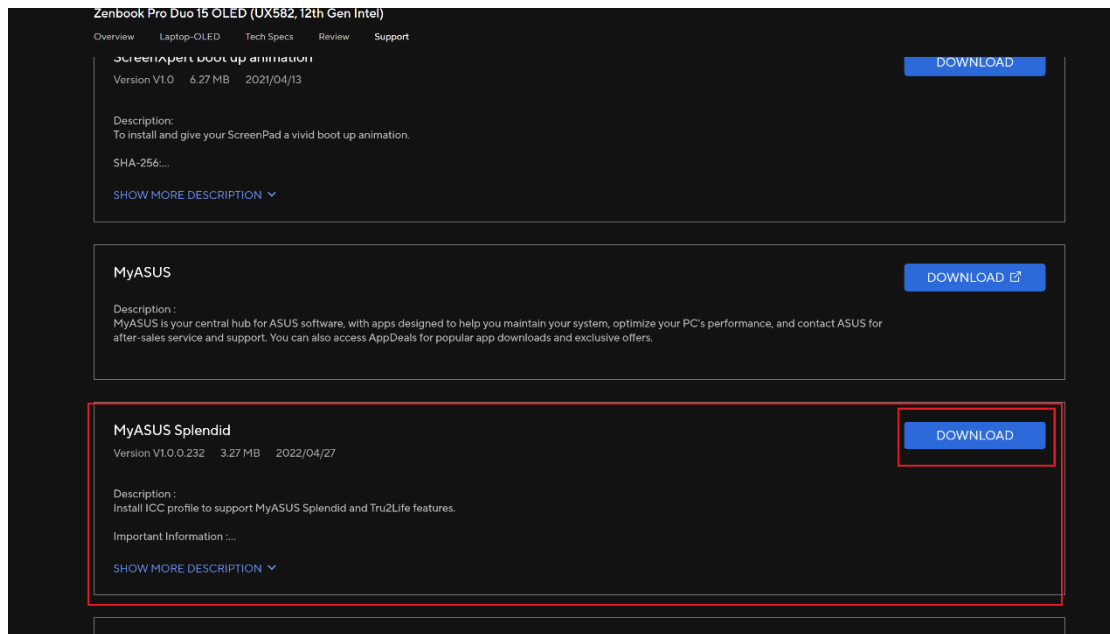 Zenbook Pro Duo 15 OLED (UX582, 12th Gen Intel)
Overview Laptop-OLED Tech Specs Review Support
ScreenXpert boot up animation
DOWNLOAD
Version V1.0 6.27 MB 2021/04/13
Description:
To install and give your ScreenPad a vivid boot up animation.
SHA-256:...
SHOW MORE DESCRIPTION
MyASUS
DOWNLOAD
Description :
MyASUS is your central hub for ASUS software, with apps designed to help you maintain your system, optimize your PC's performance, and contact ASUS for
after-sales service and support. You can also access AppDeals for popular app downloads and exclusive offers.
MyASUS Splendid
DOWNLOAD
Version V1.0.0.232 3.27 MB 2022/04/27
Description :
Install ICC profile to support MyASUS Splendid and Tru2Life features.
Important Information :...
SHOW MORE DESCRIPTION